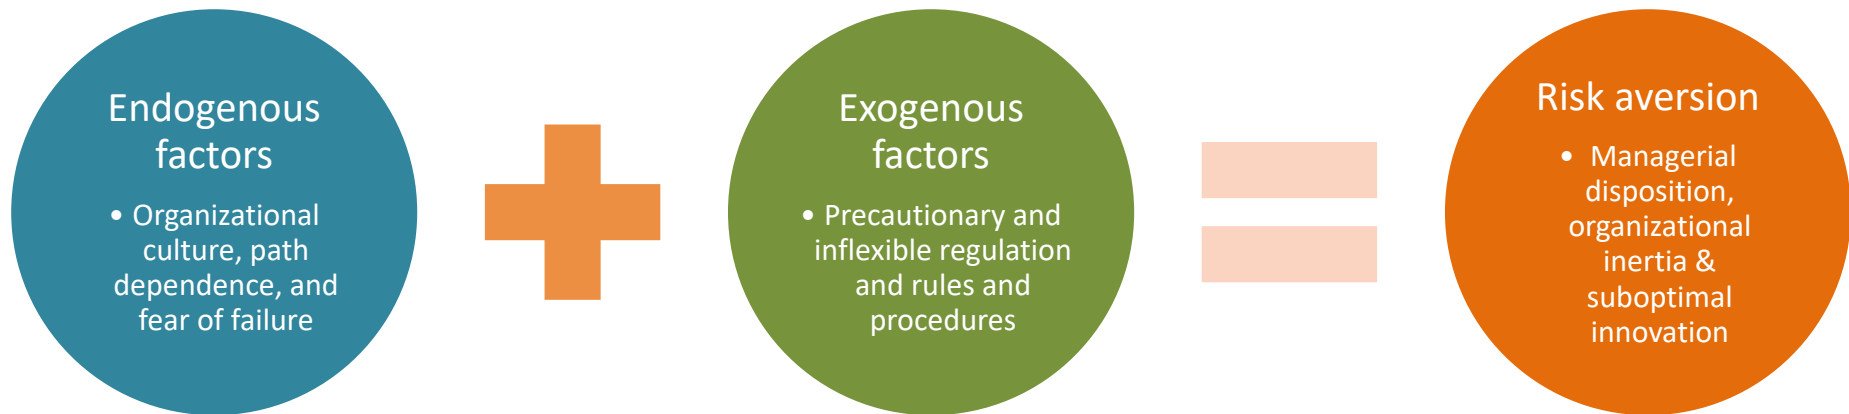 Endogenous
factors
• Organizational
culture, path
dependence, and
fear of failure
Exogenous
factors
• Precautionary and
inflexible regulation
and rules and
procedures
Risk aversion
• Managerial
disposition,
organizational
inertia &
suboptimal
innovation